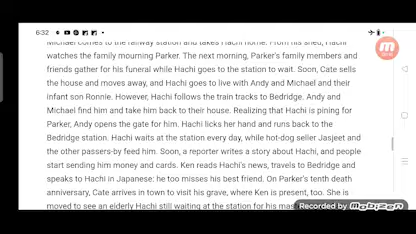 6:32
Michael comes to the railway station and takes Hachi home. From his shed, Hachi
watches the family mourning Parker. The next morning, Parker's family members and
friends gather for his funeral while Hachi goes to the station to wait. Soon, Cate sells
the house and moves away, and Hachi goes to live with Andy and Michael and their
infant son Ronnie. However, Hachi follows the train tracks to Bedridge. Andy and
Michael find him and take him back to their house. Realizing that Hachi is pining for
Parker, Andy opens the gate for him. Hachi licks her hand and runs back to the
Bedridge station. Hachi waits at the station every day, while hot-dog seller Jasjeet and
the other passers-by feed him. Soon, a reporter writes a story about Hachi, and people
start sending him money and cards. Ken reads Hachi's news, travels to Bedridge and
speaks to Hachi in Japanese: he too misses his best friend. On Parker's tenth death
anniversary, Cate arrives in town to visit his grave, where Ken is present, too. She is
moved to see an elderly Hachi still waiting at the station for his mas
Recorded by MOBIZEN